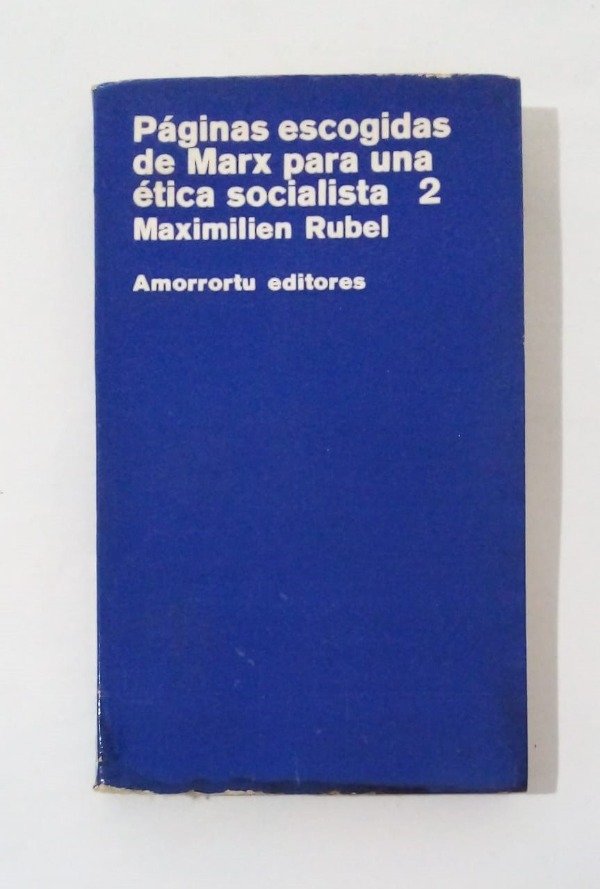 Páginas escogidas
de Marx para una
ética socialista 2
Maximilien Rubel
Amorrortu editores